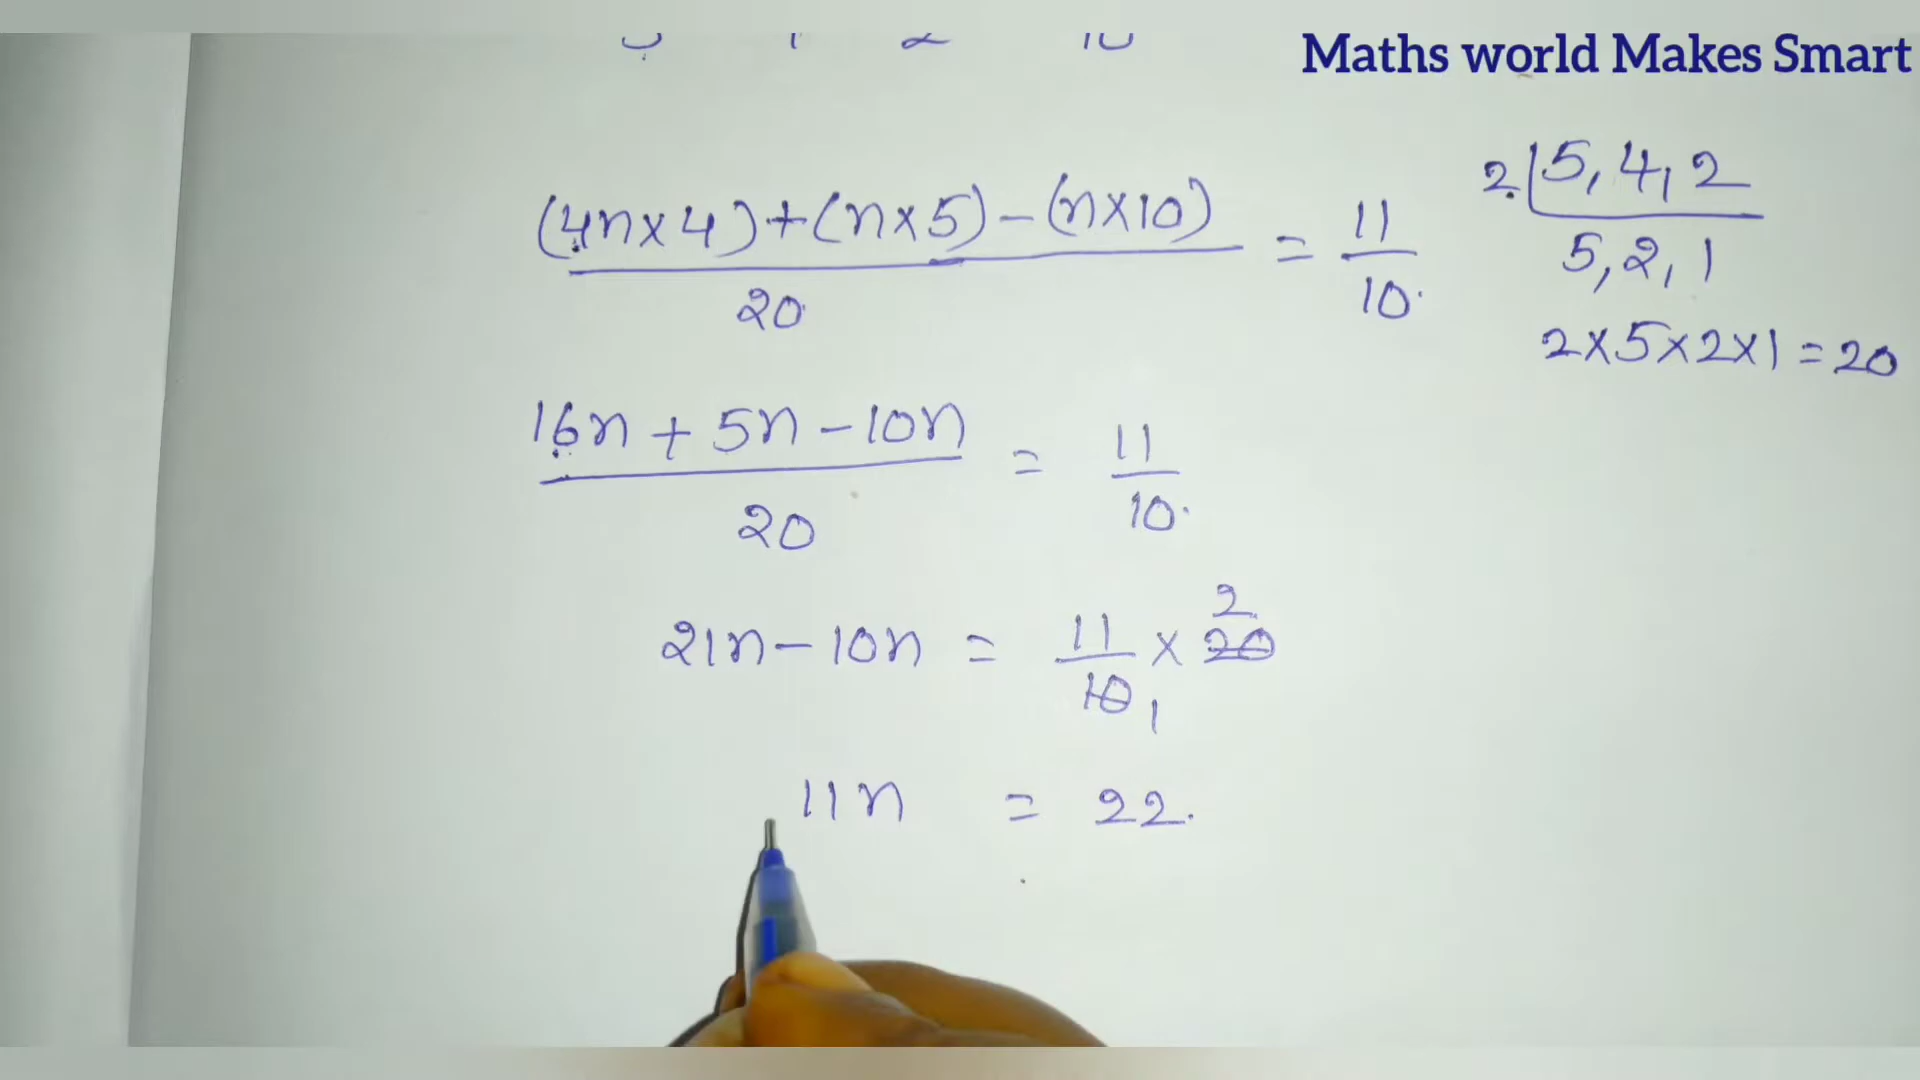 Maths world Makes Smart
2 | 5, 4, 2
(4n×4)+(n×5)−(n×10) / 20 = 11/10
5, 2, 1
2×5×2×1=20
16n + 5n − 10n / 20 = 11/10
21n − 10n = 11/10 1 × 20 2
11n = 22